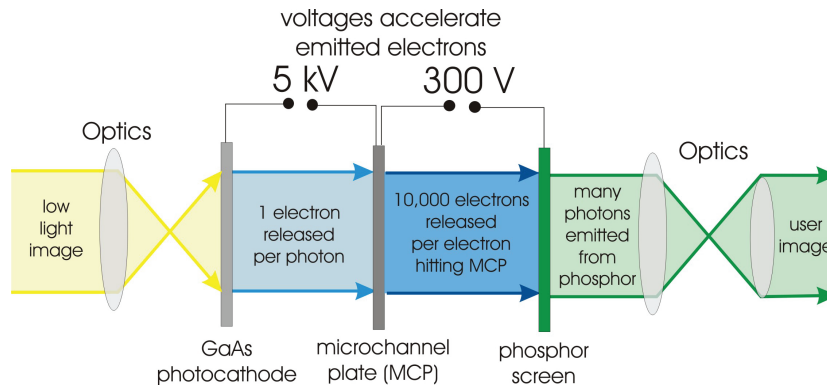 voltages accelerate
emitted electrons
5 kV
300 V
Optics
Optics
low
light
image
1 electron
released
per photon
10,000 electrons
released
per electron
hitting MCP
many
photons
emitted
from
phosphor
user
image
GaAs
photocathode
microchannel
plate (MCP)
phosphor
screen